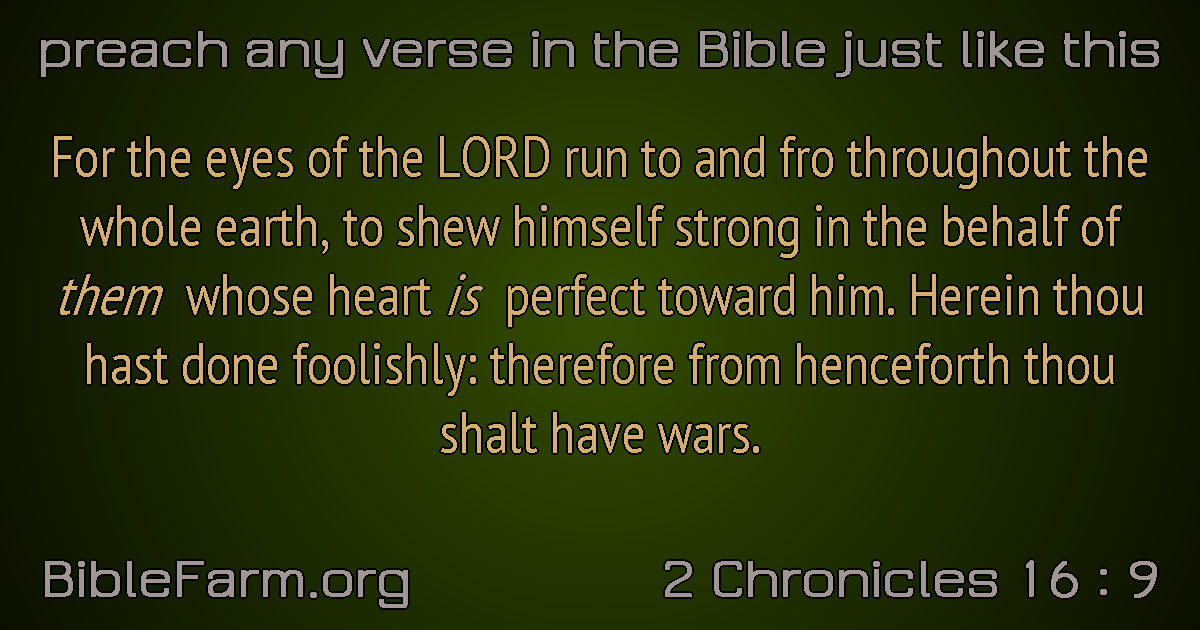 preach any verse in the Bible just like this
For the eyes of the LORD run to and fro throughout the
whole earth, to shew himself strong in the behalf of
them whose heart is perfect toward him. Herein thou
hast done foolishly: therefore from henceforth thou
shalt have wars.
BibleFarm.org
2 Chronicles 16 : 9